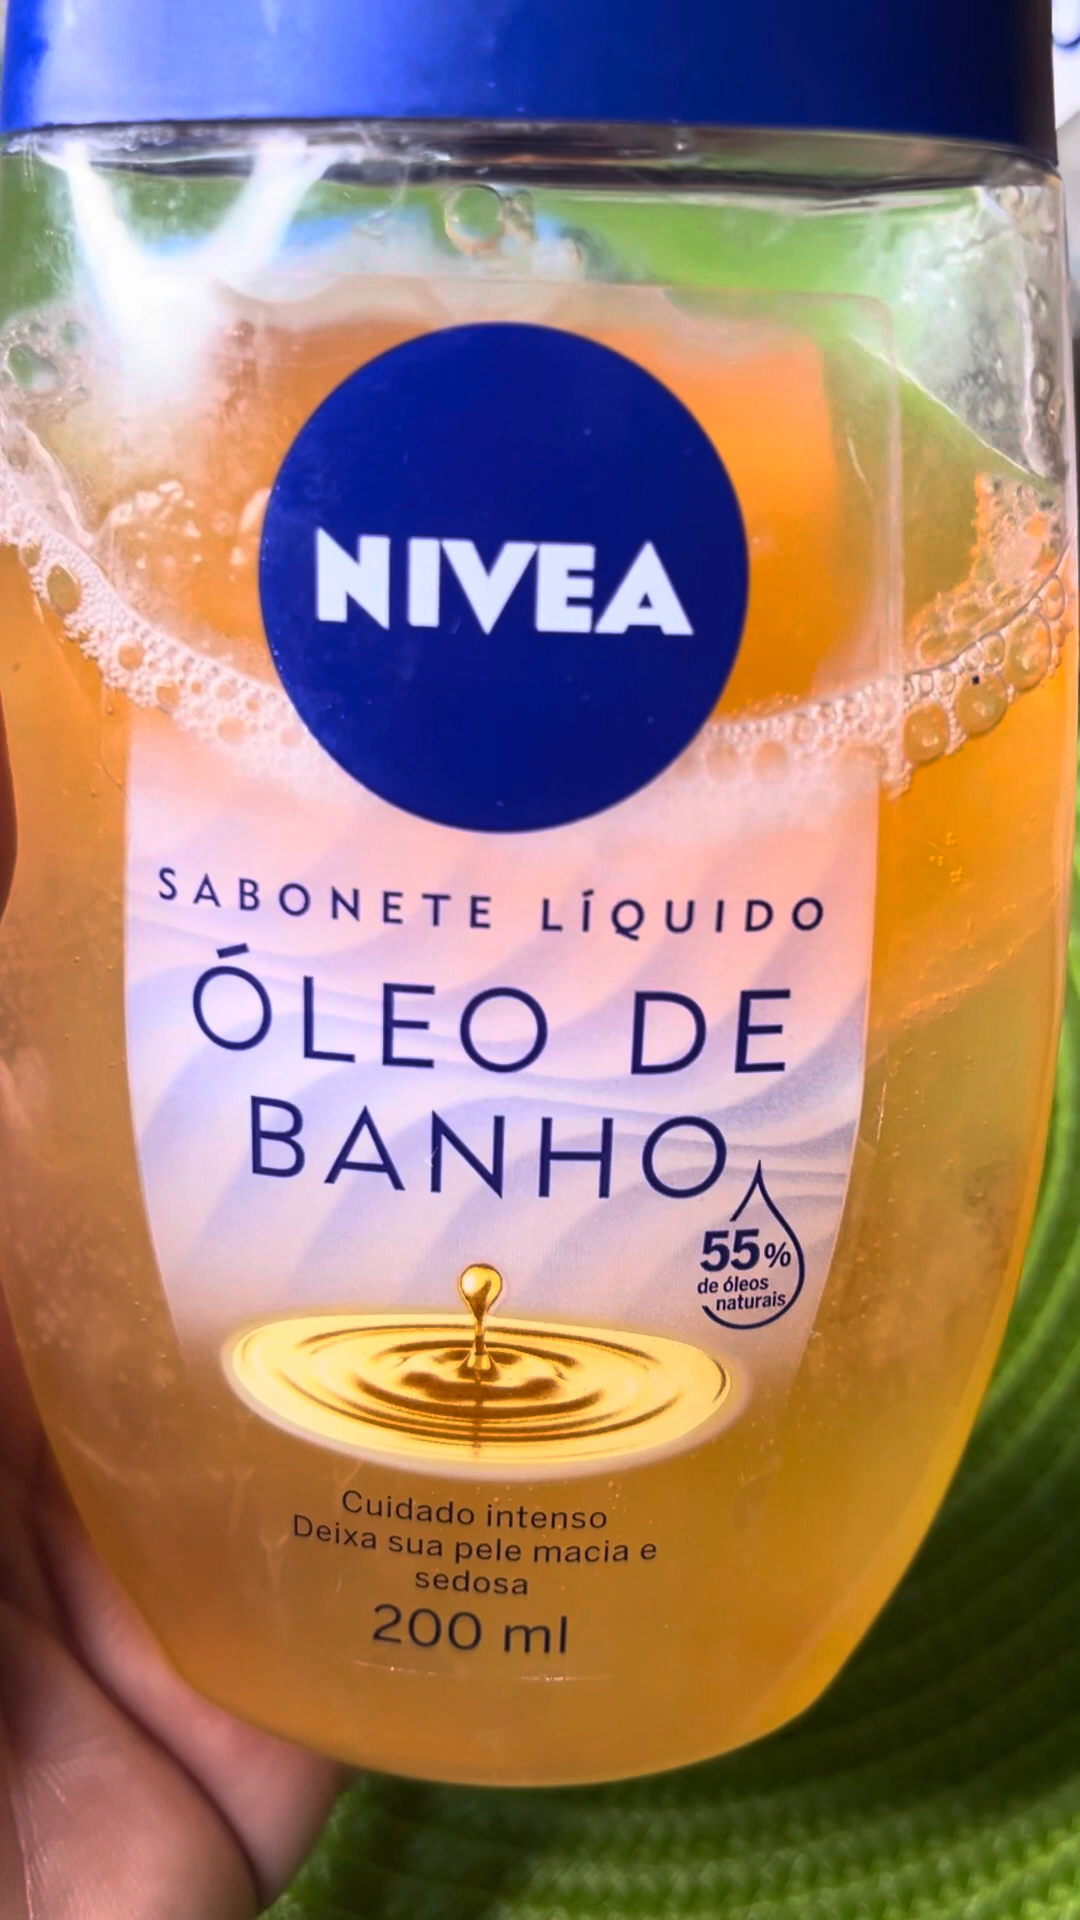 NIVEA
SABONETE LÍQUIDO
ÓLEO DE
BANHO
55%
de óleos
naturais
Cuidado intenso
Deixa sua pele macia e
sedosa
200 ml